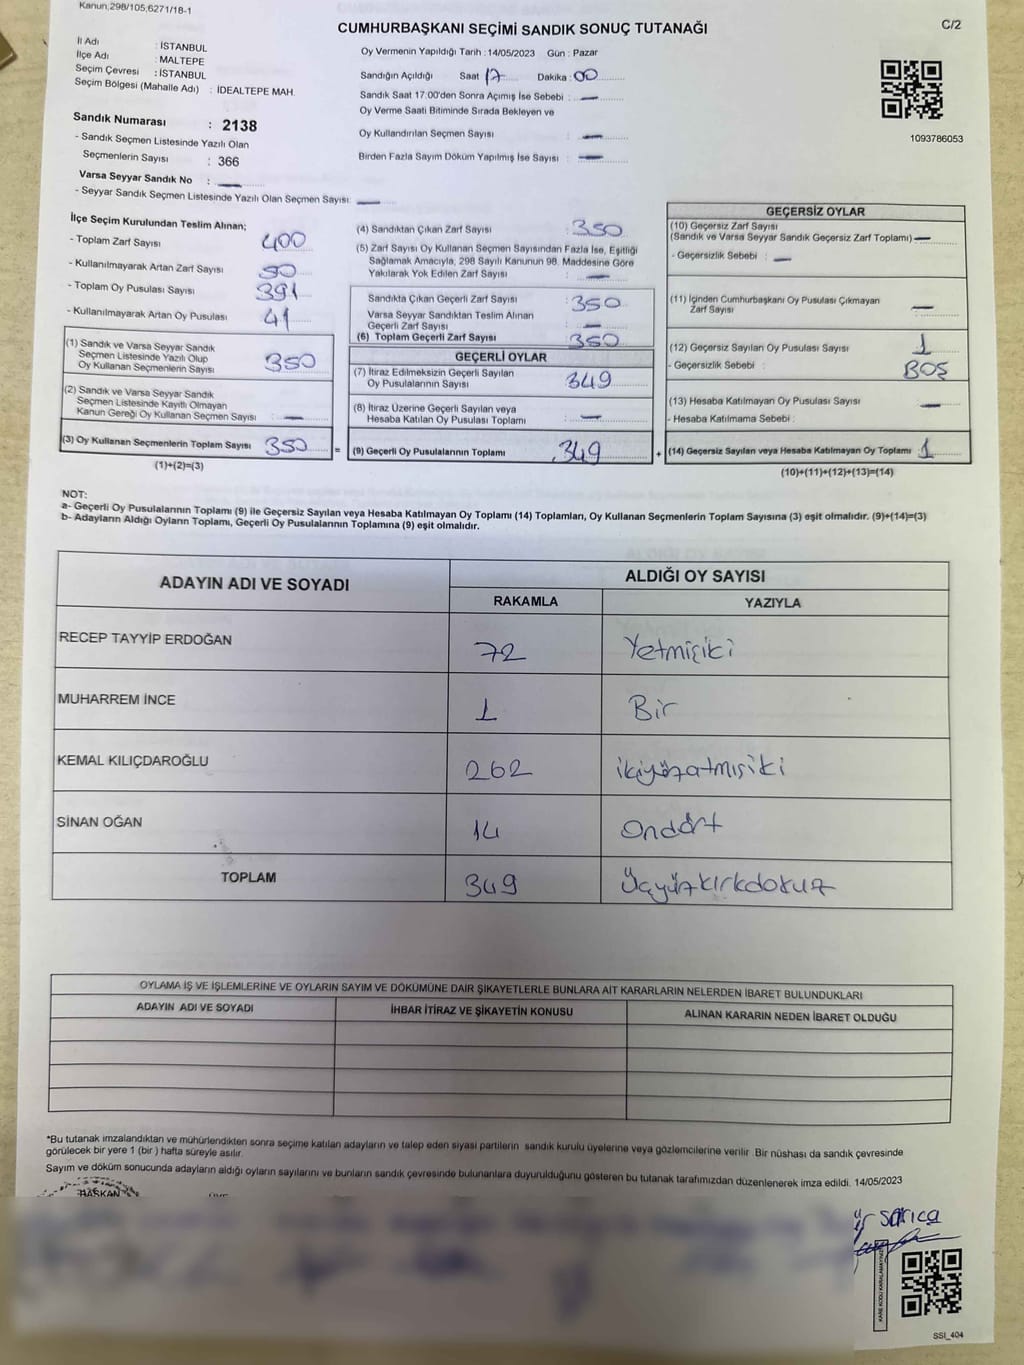 Kanun,298/105,6271/18-1
CUMHURBAŞKANI SEÇİMİ SANDIK SONUÇ TUTANAĞI
C/2
İl Adı : İSTANBUL
İlçe Adı : MALTEPE
Seçim Çevresi : İSTANBUL
Seçim Bölgesi (Mahalle Adı) : İDEALTEPE MAH.
Sandık Numarası : 2138
- Sandık Seçmen Listesinde Yazılı Olan
Seçmenlerin Sayısı : 366
Varsa Seyyar Sandık No : —
- Seyyar Sandık Seçmen Listesinde Yazılı Olan Seçmen Sayısı: —
Oy Vermenin Yapıldığı Tarih : 14/05/2023 Gün : Pazar
Sandığın Açıldığı Saat 17 Dakika : 00
Sandık Saat 17:00'den Sonra Açımış İse Sebebi : —
Oy Verme Saati Bitiminde Sırada Bekleyen ve
Oy Kullandırılan Seçmen Sayısı : —
Birden Fazla Sayım Döküm Yapılmış İse Sayısı : —
1093786053
İlçe Seçim Kurulundan Teslim Alınan;
- Toplam Zarf Sayısı 400
- Kullanılmayarak Artan Zarf Sayısı 50
- Toplam Oy Pusulası Sayısı 391
- Kullanılmayarak Artan Oy Pusulası 41
(1) Sandık ve Varsa Seyyar Sandık
Seçmen Listesinde Yazılı Olup
Oy Kullanan Seçmenlerin Sayısı 350
(2) Sandık ve Varsa Seyyar Sandık
Seçmen Listesinde Kayıtlı Olmayan
Kanun Gereği Oy Kullanan Seçmen Sayısı : —
(3) Oy Kullanan Seçmenlerin Toplam Sayısı 350
(1)+(2)=(3)
=
(4) Sandıktan Çıkan Zarf Sayısı : 350
(5) Zarf Sayısı Oy Kullanan Seçmen Sayısından Fazla İse, Eşitliği
Sağlamak Amacıyla, 298 Sayılı Kanunun 98. Maddesine Göre
Yakılarak Yok Edilen Zarf Sayısı : —
Sandıkta Çıkan Geçerli Zarf Sayısı : 350
Varsa Seyyar Sandıktan Teslim Alınan
Geçerli Zarf Sayısı : —
(6) Toplam Geçerli Zarf Sayısı : 350
GEÇERLİ OYLAR
(7) İtiraz Edilmeksizin Geçerli Sayılan
Oy Pusulalarının Sayısı : 349
(8) İtiraz Üzerine Geçerli Sayılan veya
Hesaba Katılan Oy Pusulası Toplamı : —
(9) Geçerli Oy Pusulalarının Toplamı 349
+
GEÇERSİZ OYLAR
(10) Geçersiz Zarf Sayısı
(Sandık ve Varsa Seyyar Sandık Geçersiz Zarf Toplamı) —
- Geçersizlik Sebebi : —
(11) İçinden Cumhurbaşkanı Oy Pusulası Çıkmayan
Zarf Sayısı : —
(12) Geçersiz Sayılan Oy Pusulası Sayısı : 1
- Geçersizlik Sebebi : BOŞ
(13) Hesaba Katılmayan Oy Pusulası Sayısı : —
- Hesaba Katılmama Sebebi :
(14) Geçersiz Sayılan veya Hesaba Katılmayan Oy Toplamı : 1
(10)+(11)+(12)+(13)=(14)
NOT:
a- Geçerli Oy Pusulalarının Toplamı (9) ile Geçersiz Sayılan veya Hesaba Katılmayan Oy Toplamı (14) Toplamları, Oy Kullanan Seçmenlerin Toplam Sayısına (3) eşit olmalıdır. (9)+(14)=(3)
b- Adayların Aldığı Oyların Toplamı, Geçerli Oy Pusulalarının Toplamına (9) eşit olmalıdır.
ADAYIN ADI VE SOYADI
ALDIĞI OY SAYISI
RAKAMLA YAZIYLA
RECEP TAYYİP ERDOĞAN 72 Yetmişiki
MUHARREM İNCE 1 Bir
KEMAL KILIÇDAROĞLU 262 ikiyüzatmışiki
SİNAN OĞAN 14 Ondört
TOPLAM 349 Üçyüzkırkdokuz
OYLAMA İŞ VE İŞLEMLERİNE VE OYLARIN SAYIM VE DÖKÜMÜNE DAİR ŞİKAYETLERLE BUNLARA AİT KARARLARIN NELERDEN İBARET BULUNDUKLARI
ADAYIN ADI VE SOYADI İHBAR İTİRAZ VE ŞİKAYETİN KONUSU ALINAN KARARIN NEDEN İBARET OLDUĞU
*Bu tutanak imzalandıktan ve mühürlendikten sonra seçime katılan adayların ve talep eden siyasi partilerin sandık kurulu üyelerine veya gözlemcilerine verilir. Bir nüshası da sandık çevresinde
görülecek bir yere 1 (bir ) hafta süreyle asılır.
Sayım ve döküm sonucunda adayların aldığı oyların sayılarını ve bunların sandık çevresinde bulunanlara duyurulduğunu gösteren bu tutanak tarafımızdan düzenlenerek imza edildi. 14/05/2023
BAŞKAN
sarıca
KARE KODU KARALAMAYINIZ
SSI_404